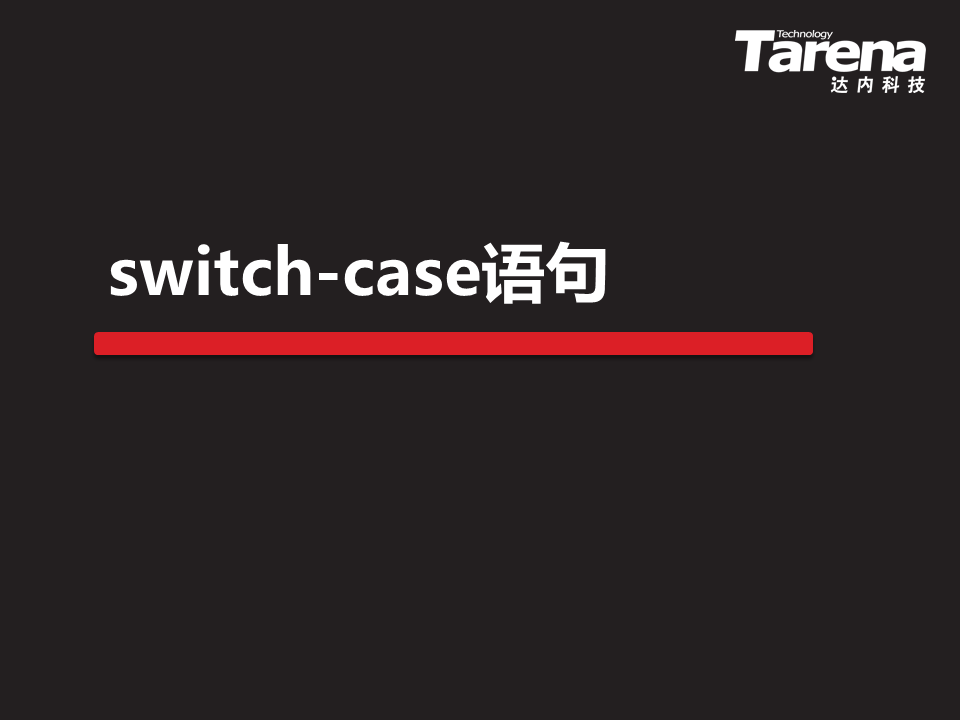 Technology
Tarena
达内科技
switch-case语句